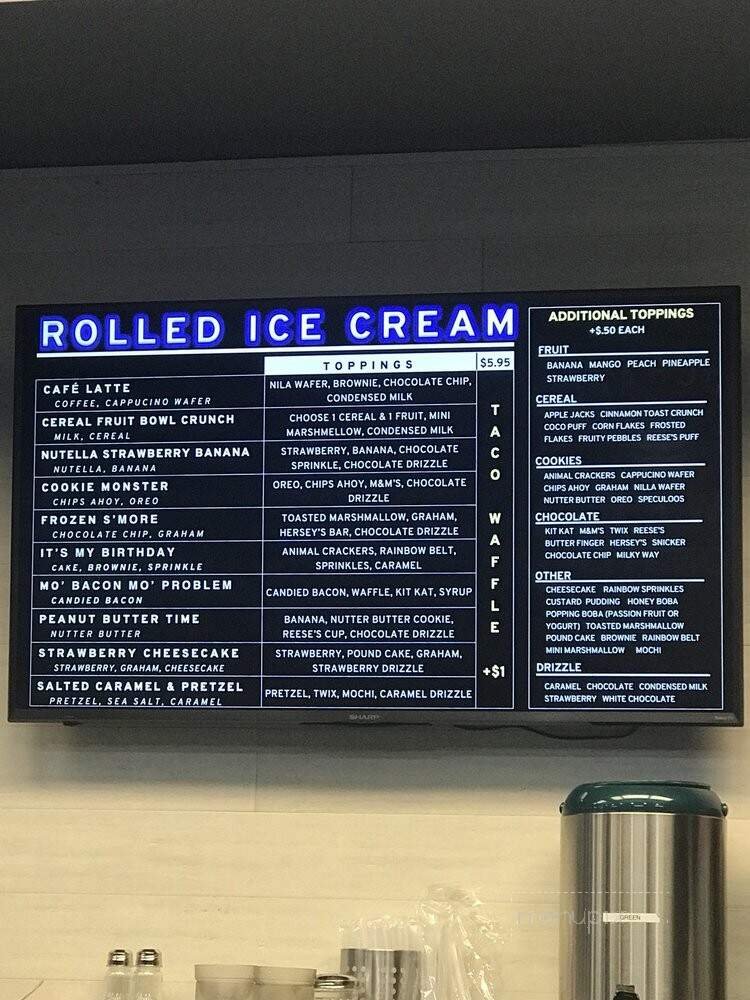 ROLLED ICE CREAM
TOPPINGS
$5.95
CAFÉ LATTE
COFFEE, CAPPUCINO WAFER
NILA WAFER, BROWNIE, CHOCOLATE CHIP,
CONDENSED MILK
CEREAL FRUIT BOWL CRUNCH
MILK, CEREAL
CHOOSE 1 CEREAL & 1 FRUIT, MINI
MARSHMELLOW, CONDENSED MILK
NUTELLA STRAWBERRY BANANA
NUTELLA, BANANA
STRAWBERRY, BANANA, CHOCOLATE
SPRINKLE, CHOCOLATE DRIZZLE
COOKIE MONSTER
CHIPS AHOY, OREO
OREO, CHIPS AHOY, M&M'S, CHOCOLATE
DRIZZLE
FROZEN S'MORE
CHOCOLATE CHIP, GRAHAM
TOASTED MARSHMALLOW, GRAHAM,
HERSEY'S BAR, CHOCOLATE DRIZZLE
IT'S MY BIRTHDAY
CAKE, BROWNIE, SPRINKLE
ANIMAL CRACKERS, RAINBOW BELT,
SPRINKLES, CARAMEL
MO' BACON MO' PROBLEM
CANDIED BACON
CANDIED BACON, WAFFLE, KIT KAT, SYRUP
PEANUT BUTTER TIME
NUTTER BUTTER
BANANA, NUTTER BUTTER COOKIE,
REESE'S CUP, CHOCOLATE DRIZZLE
STRAWBERRY CHEESECAKE
STRAWBERRY, GRAHAM, CHEESECAKE
STRAWBERRY, POUND CAKE, GRAHAM,
STRAWBERRY DRIZZLE
SALTED CARAMEL & PRETZEL
PRETZEL, SEA SALT, CARAMEL
PRETZEL, TWIX, MOCHI, CARAMEL DRIZZLE
TACO
WAFFLE
+$1
ADDITIONAL TOPPINGS
+$.50 EACH
FRUIT
BANANA MANGO PEACH PINEAPPLE
STRAWBERRY
CEREAL
APPLE JACKS CINNAMON TOAST CRUNCH
COCO PUFF CORN FLAKES FROSTED
FLAKES FRUITY PEBBLES REESE'S PUFF
COOKIES
ANIMAL CRACKERS CAPPUCINO WAFER
CHIPS AHOY GRAHAM NILLA WAFER
NUTTER BUTTER OREO SPECULOOS
CHOCOLATE
KIT KAT M&M'S TWIX REESE'S
BUTTER FINGER HERSEY'S SNICKER
CHOCOLATE CHIP MILKY WAY
OTHER
CHEESECAKE RAINBOW SPRINKLES
CUSTARD PUDDING HONEY BOBA
POPPING BOBA (PASSION FRUIT OR
YOGURT) TOASTED MARSHMALLOW
POUND CAKE BROWNIE RAINBOW BELT
MINI MARSHMALLOW MOCHI
DRIZZLE
CARAMEL CHOCOLATE CONDENSED MILK
STRAWBERRY WHITE CHOCOLATE
SHARP
GREEN